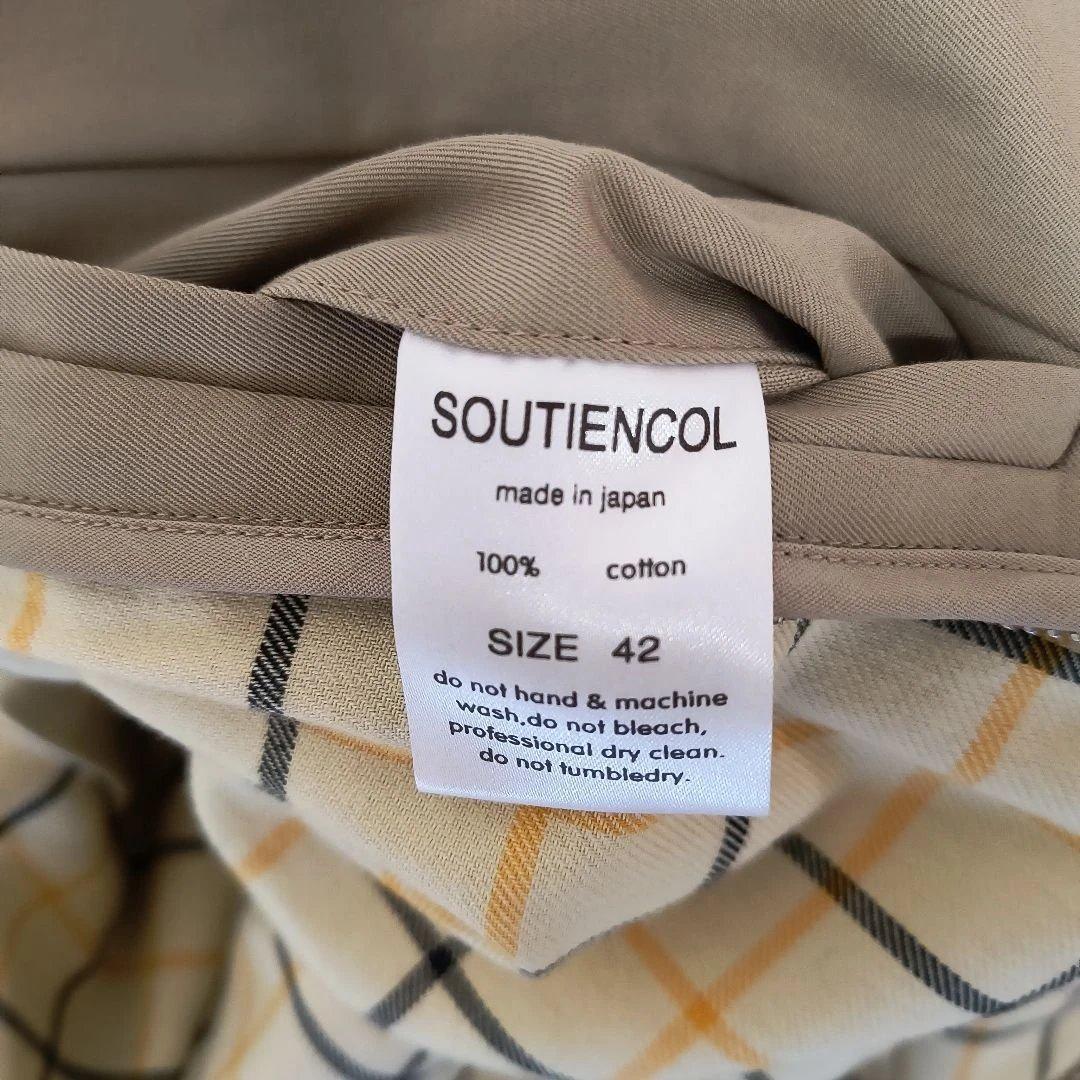 SOUTIENCOL
made in japan
100% cotton
SIZE 42
do not hand & machine
wash.do not bleach,
professional dry clean.
do not tumbledry.